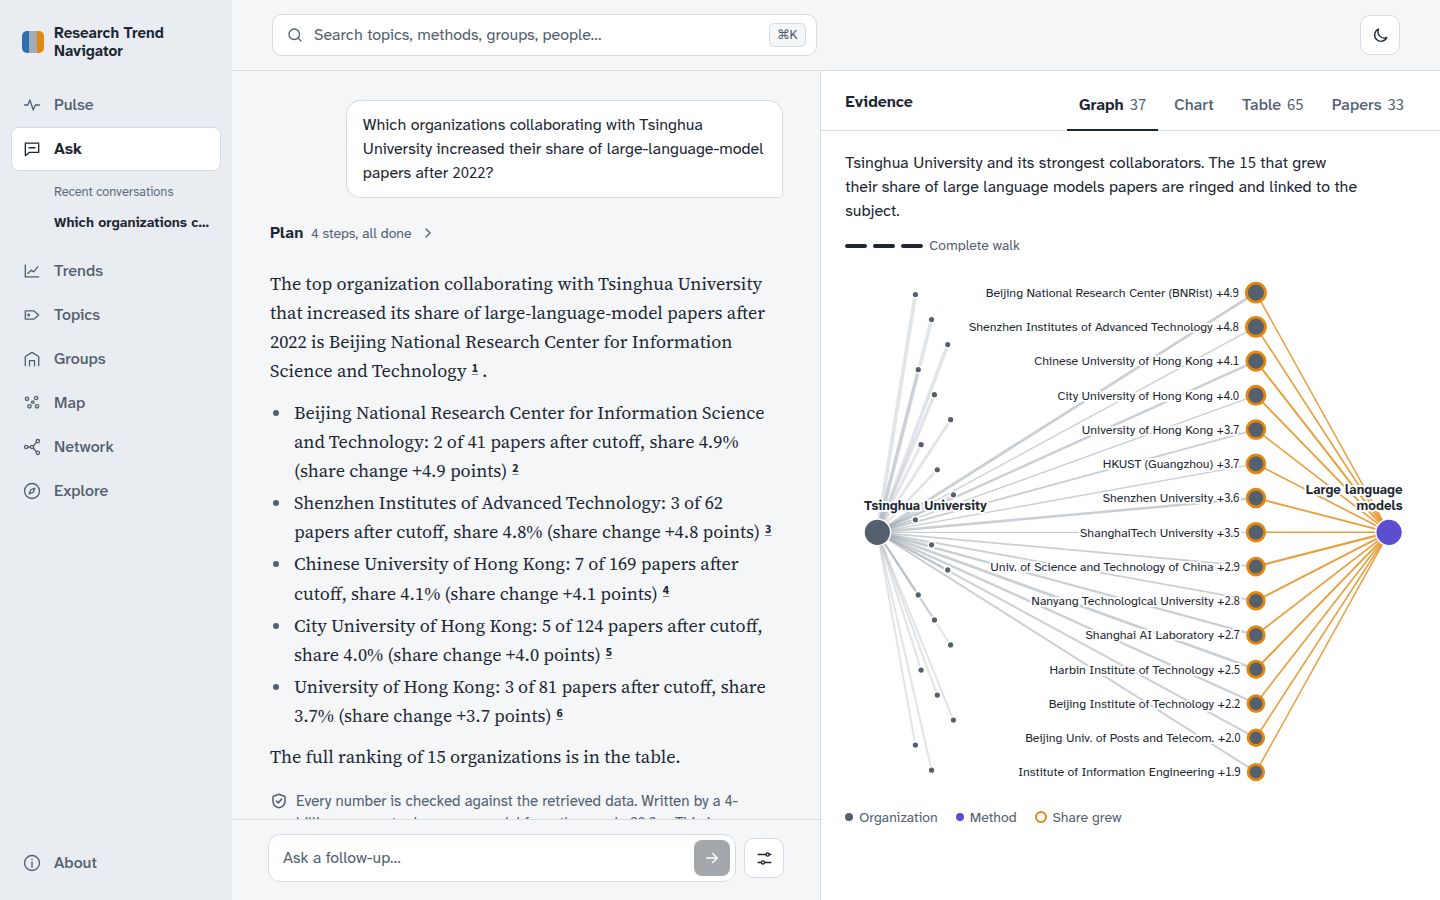 Research Trend
Navigator
Search topics, methods, groups, people...
⌘K
Pulse
Ask
Recent conversations
Which organizations c...
Trends
Topics
Groups
Map
Network
Explore
About
Which organizations collaborating with Tsinghua
University increased their share of large-language-model
papers after 2022?
Plan 4 steps, all done
The top organization collaborating with Tsinghua University
that increased its share of large-language-model papers after
2022 is Beijing National Research Center for Information
Science and Technology 1 .
• Beijing National Research Center for Information Science
and Technology: 2 of 41 papers after cutoff, share 4.9%
(share change +4.9 points) 2
• Shenzhen Institutes of Advanced Technology: 3 of 62
papers after cutoff, share 4.8% (share change +4.8 points) 3
• Chinese University of Hong Kong: 7 of 169 papers after
cutoff, share 4.1% (share change +4.1 points) 4
• City University of Hong Kong: 5 of 124 papers after cutoff,
share 4.0% (share change +4.0 points) 5
• University of Hong Kong: 3 of 81 papers after cutoff, share
3.7% (share change +3.7 points) 6
The full ranking of 15 organizations is in the table.
Every number is checked against the retrieved data. Written by a 4-
Ask a follow-up...
Evidence
Graph 37
Chart
Table 65
Papers 33
Tsinghua University and its strongest collaborators. The 15 that grew
their share of large language models papers are ringed and linked to the
subject.
Complete walk
Beijing National Research Center (BNRist) +4.9
Shenzhen Institutes of Advanced Technology +4.8
Chinese University of Hong Kong +4.1
City University of Hong Kong +4.0
University of Hong Kong +3.7
HKUST (Guangzhou) +3.7
Shenzhen University +3.6
Tsinghua University
Large language
models
ShanghaiTech University +3.5
Univ. of Science and Technology of China +2.9
Nanyang Technological University +2.8
Shanghai AI Laboratory +2.7
Harbin Institute of Technology +2.5
Beijing Institute of Technology +2.2
Beijing Univ. of Posts and Telecom. +2.0
Institute of Information Engineering +1.9
Organization
Method
Share grew